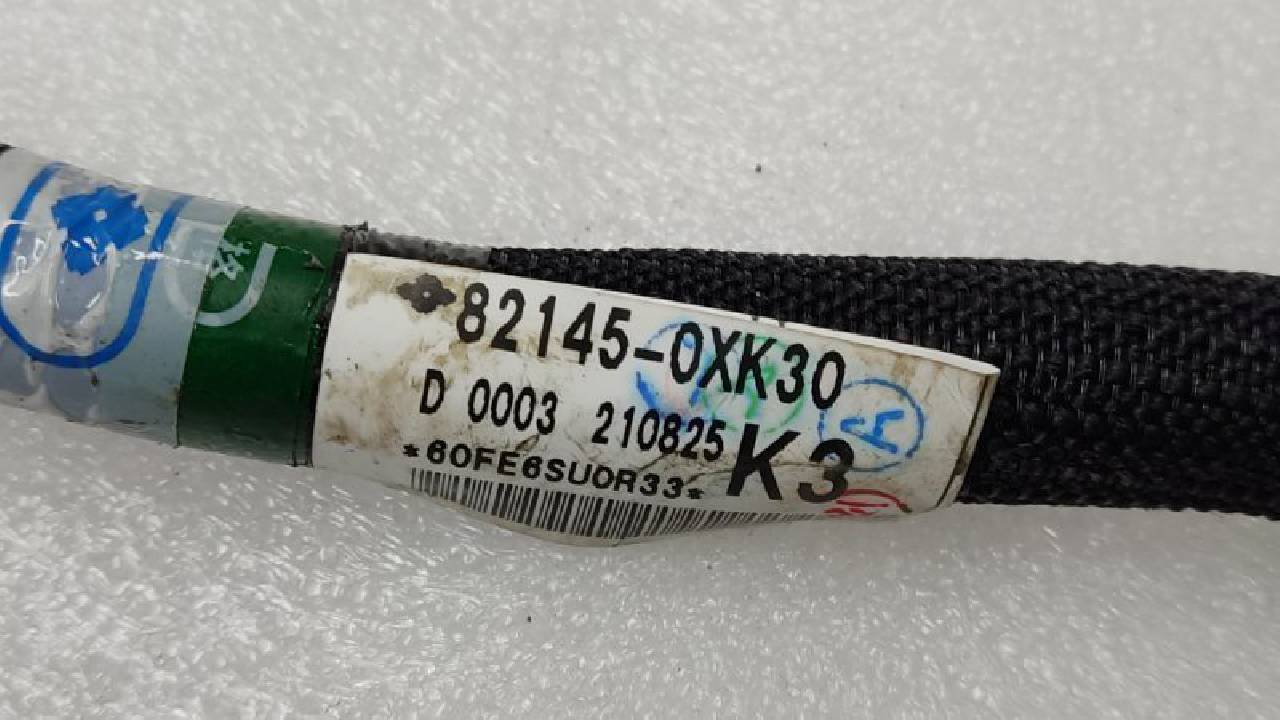 82145-0XK30
D 0003 210825 K3
*60FE6SU0R33*
A